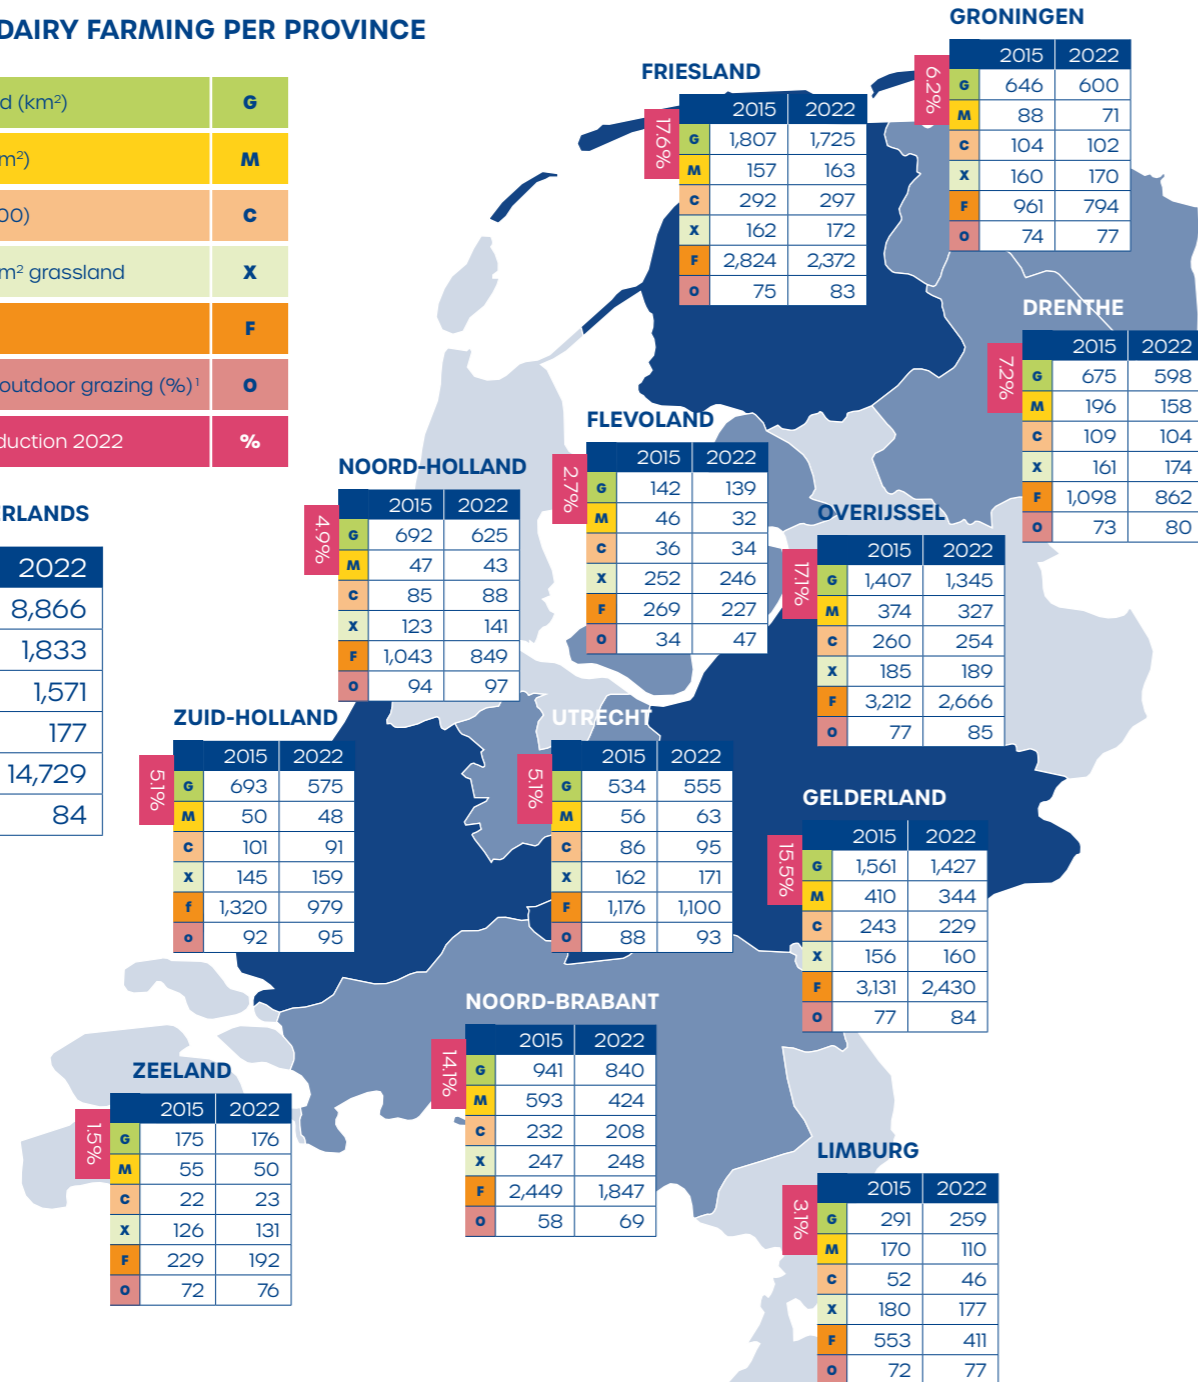 DAIRY FARMING PER PROVINCE
d (km²) G
m²) M
00) C
m² grassland X
F
outdoor grazing (%)¹ O
duction 2022 %
RLANDS
2022
8,866
1,833
1,571
177
14,729
84
GRONINGEN
6.2%
2015 2022
G 646 600
M 88 71
C 104 102
X 160 170
F 961 794
O 74 77
FRIESLAND
17.6%
2015 2022
G 1,807 1,725
M 157 163
C 292 297
X 162 172
F 2,824 2,372
O 75 83
DRENTHE
7.2%
2015 2022
G 675 598
M 196 158
C 109 104
X 161 174
F 1,098 862
O 73 80
FLEVOLAND
2.7%
2015 2022
G 142 139
M 46 32
C 36 34
X 252 246
F 269 227
O 34 47
NOORD-HOLLAND
4.9%
2015 2022
G 692 625
M 47 43
C 85 88
X 123 141
F 1,043 849
O 94 97
OVERIJSSEL
17.1%
2015 2022
G 1,407 1,345
M 374 327
C 260 254
X 185 189
F 3,212 2,666
O 77 85
ZUID-HOLLAND
5.1%
2015 2022
G 693 575
M 50 48
C 101 91
X 145 159
f 1,320 979
o 92 95
UTRECHT
5.1%
2015 2022
G 534 555
M 56 63
C 86 95
X 162 171
F 1,176 1,100
O 88 93
GELDERLAND
15.5%
2015 2022
G 1,561 1,427
M 410 344
C 243 229
X 156 160
F 3,131 2,430
O 77 84
NOORD-BRABANT
14.1%
2015 2022
G 941 840
M 593 424
C 232 208
X 247 248
F 2,449 1,847
O 58 69
ZEELAND
1.5%
2015 2022
G 175 176
M 55 50
C 22 23
X 126 131
F 229 192
O 72 76
LIMBURG
3.1%
2015 2022
G 291 259
M 170 110
C 52 46
X 180 177
F 553 411
O 72 77